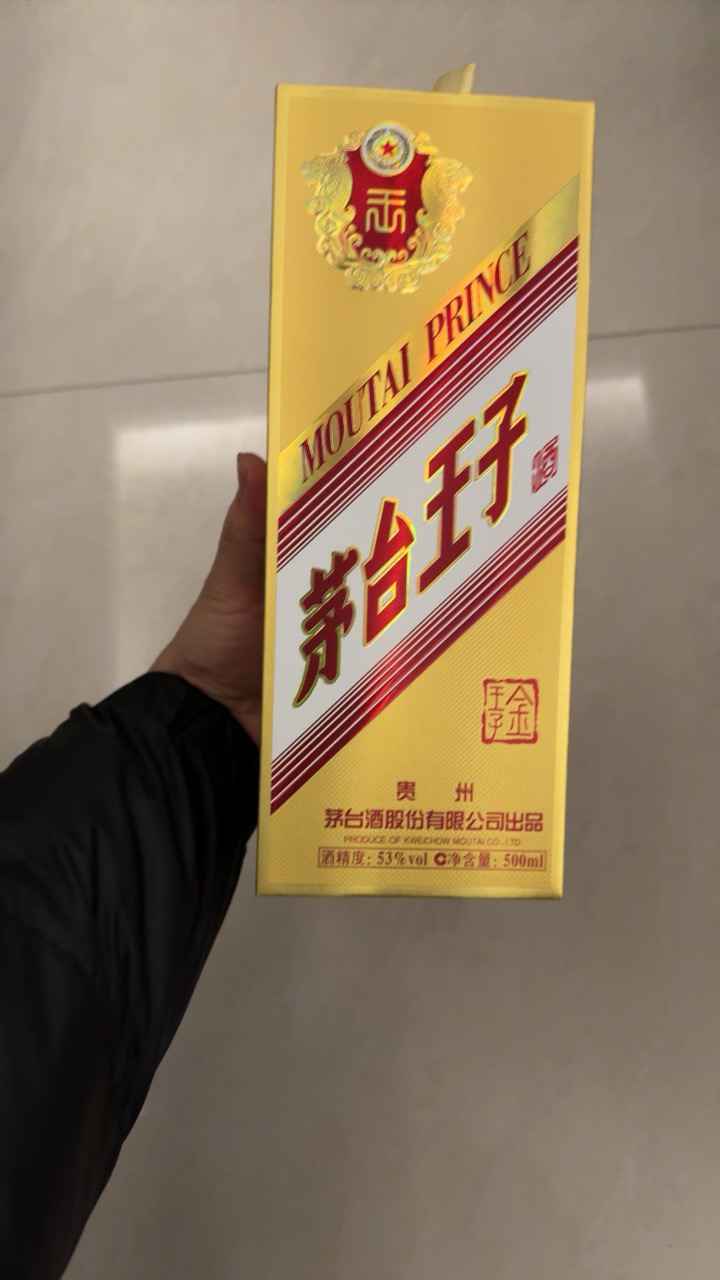 MOUTAI PRINCE
茅台王子
酒
金王子
贵 州
茅台酒股份有限公司出品
PRODUCE OF KWEICHOW MOUTAI CO., LTD.
酒精度：53%vol C净含量：500ml